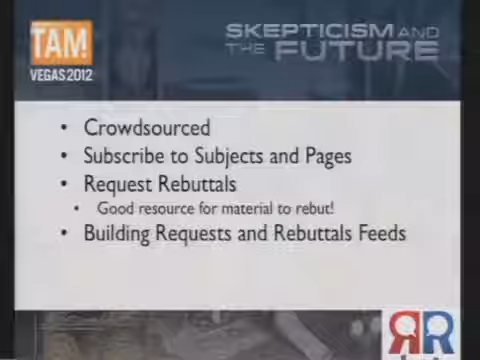 TAM!
VEGAS 2012
SKEPTICISM AND
THE FUTURE
• Crowdsourced
• Subscribe to Subjects and Pages
• Request Rebuttals
• Good resource for material to rebut!
• Building Requests and Rebuttals Feeds
RR